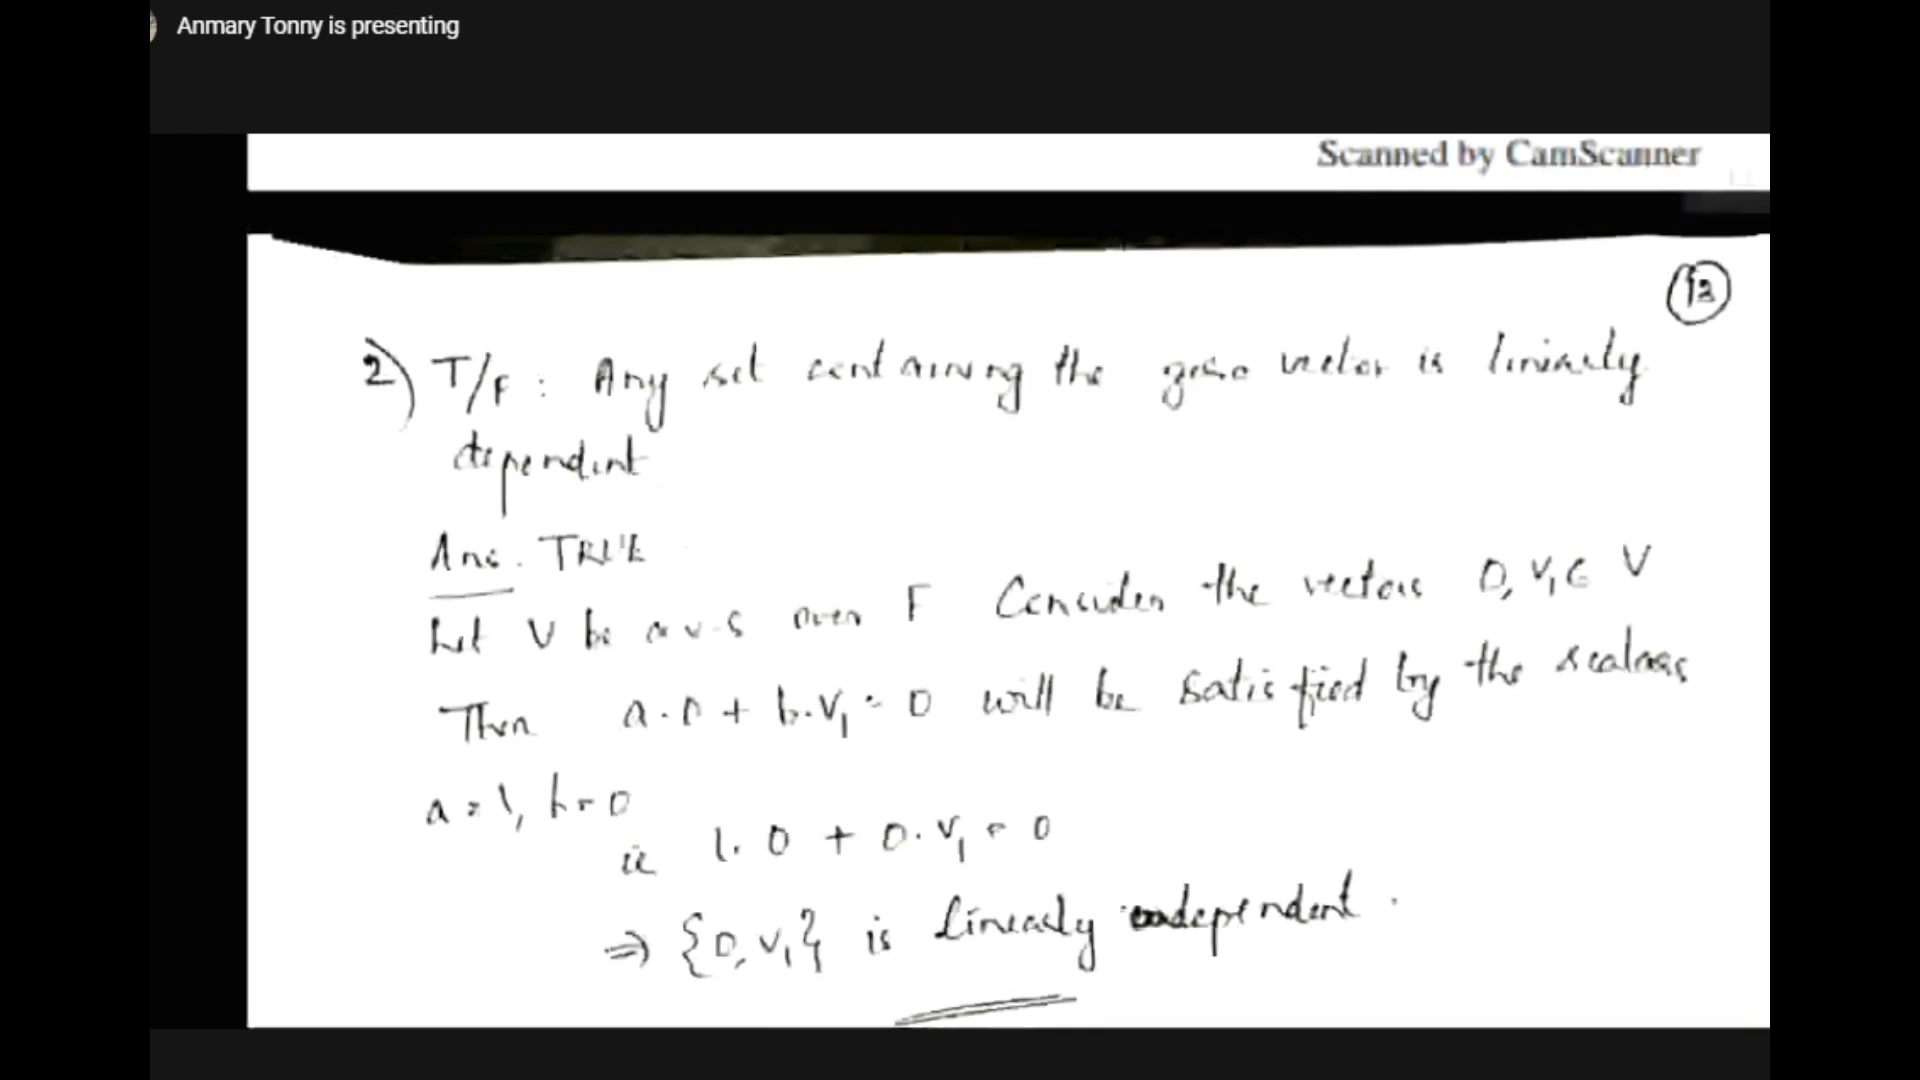 Anmary Tonny is presenting
Scanned by CamScanner
12
2) T/F : Any set containing the zero vector is linearly
dependent
Ans. TRUE
Let V be a v.s over F Consider the vectors 0, v₁ ∈ V
Then a.0 + b.v₁ = 0 will be satisfied by the scalars
a = 1, b = 0
ie 1. 0 + 0. v₁ = 0
⇒ {0, v₁} is linearly dependent.